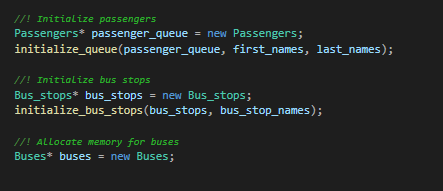 //! Initialize passengers
Passengers* passenger_queue = new Passengers;
initialize_queue(passenger_queue, first_names, last_names);
//! Initialize bus stops
Bus_stops* bus_stops = new Bus_stops;
initialize_bus_stops(bus_stops, bus_stop_names);
//! Allocate memory for buses
Buses* buses = new Buses;